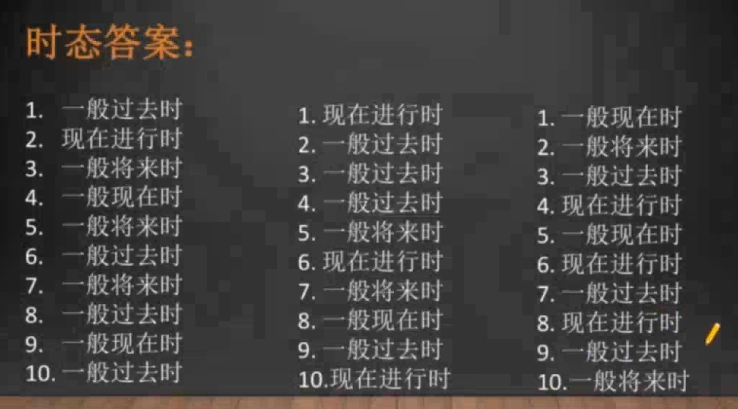 时态答案：
1. 一般过去时
2. 现在进行时
3. 一般将来时
4. 一般现在时
5. 一般将来时
6. 一般过去时
7. 一般将来时
8. 一般过去时
9. 一般现在时
10. 一般过去时
1. 现在进行时
2. 一般过去时
3. 一般过去时
4. 一般过去时
5. 一般将来时
6. 现在进行时
7. 一般将来时
8. 一般现在时
9. 一般过去时
10.现在进行时
1. 一般现在时
2. 一般将来时
3. 一般过去时
4. 现在进行时
5. 一般现在时
6. 现在进行时
7. 一般过去时
8. 现在进行时
9. 一般过去时
10.一般将来时